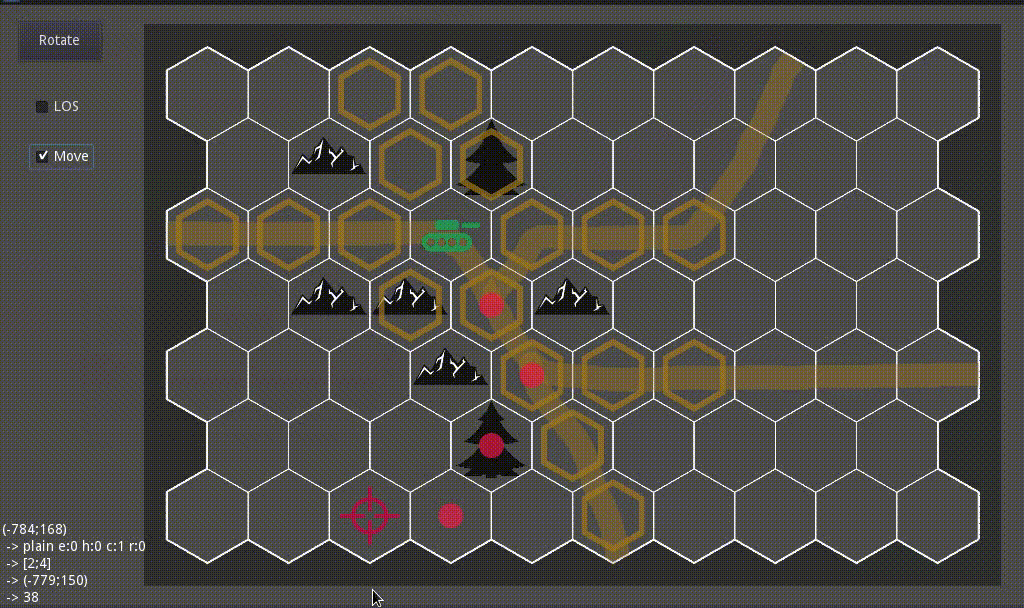 Rotate
LOS
Move
(-784;168)
-> plain e:0 h:0 c:1 r:0
-> [2;4]
-> (-779;150)
-> 38